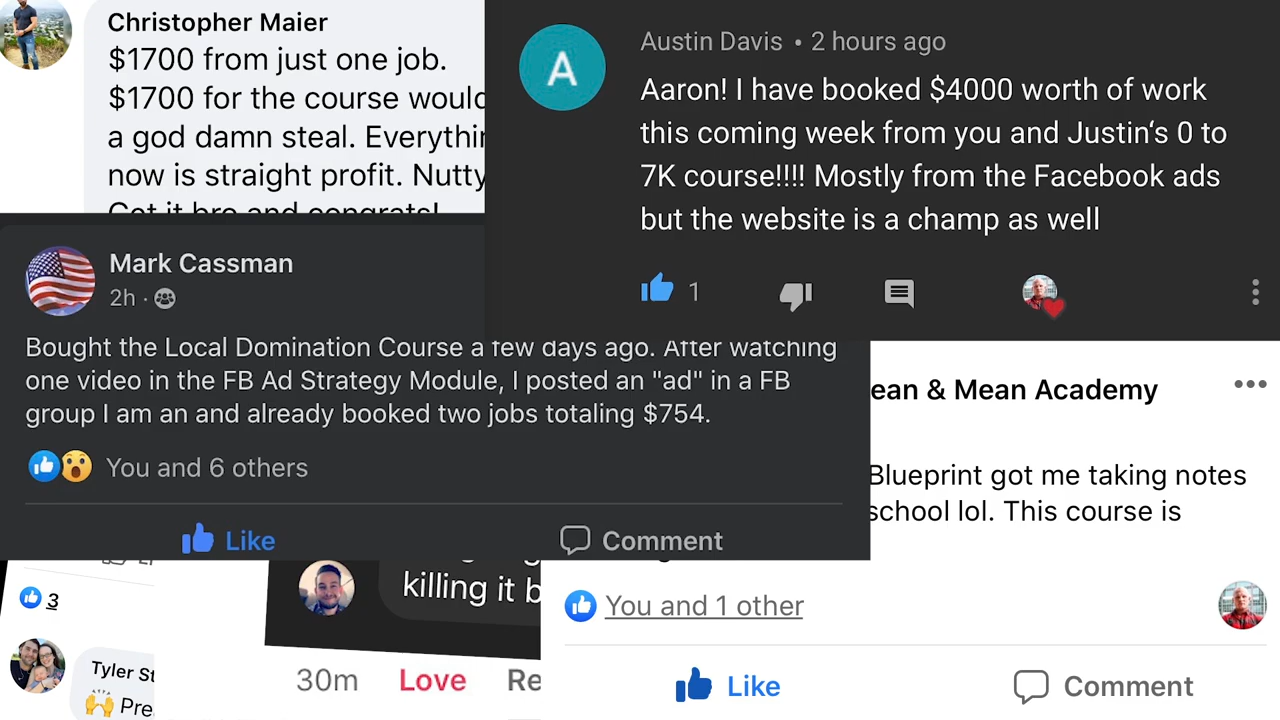 Christopher Maier
$1700 from just one job.
$1700 for the course would
a god damn steal. Everythin
now is straight profit. Nutty
Get it bro and congrats!
A
Austin Davis • 2 hours ago
Aaron! I have booked $4000 worth of work
this coming week from you and Justin‘s 0 to
7K course!!!! Mostly from the Facebook ads
but the website is a champ as well
1
Mark Cassman
2h ·
Bought the Local Domination Course a few days ago. After watching
one video in the FB Ad Strategy Module, I posted an "ad" in a FB
group I am an and already booked two jobs totaling $754.
You and 6 others
Like Comment
ean & Mean Academy
Blueprint got me taking notes
school lol. This course is
You and 1 other
Like Comment
killing it b
30m Love Re
3
Tyler St
Pre